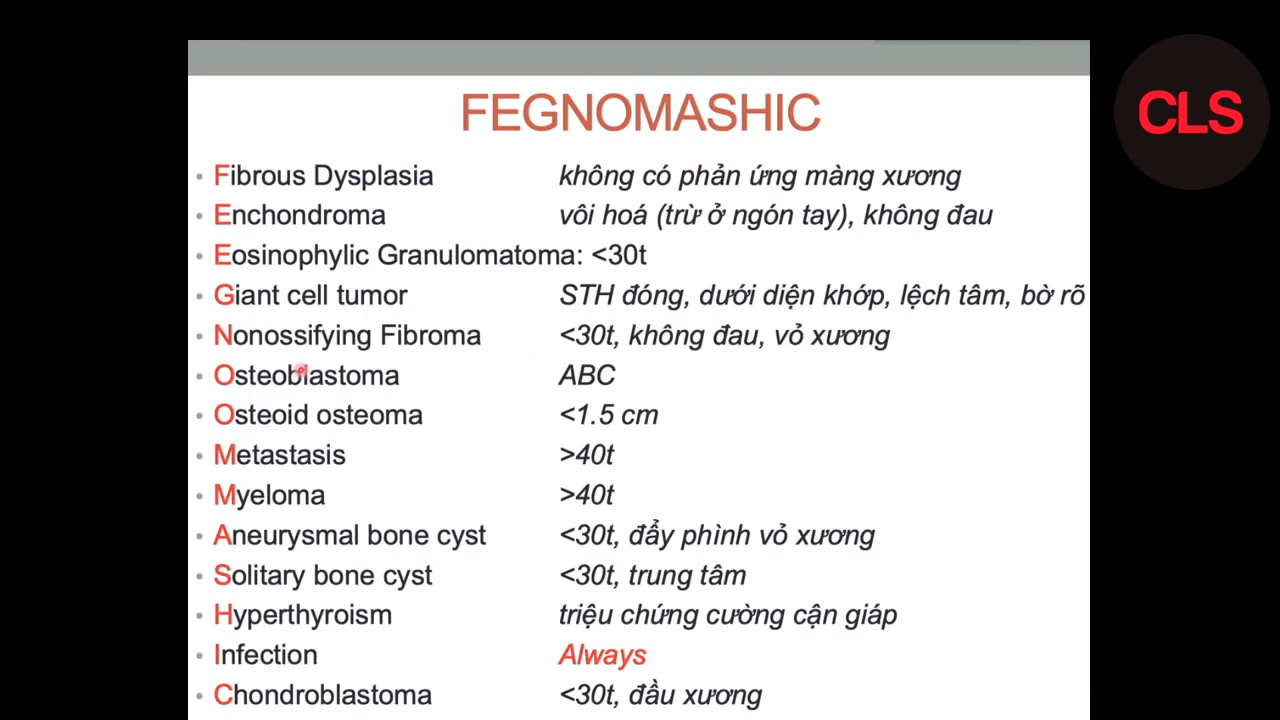 CLS
FEGNOMASHIC
• Fibrous Dysplasia không có phản ứng màng xương
• Enchondroma vôi hoá (trừ ở ngón tay), không đau
• Eosinophylic Granulomatoma: <30t
• Giant cell tumor STH đóng, dưới diện khớp, lệch tâm, bờ rõ
• Nonossifying Fibroma <30t, không đau, vỏ xương
• Osteoblastoma ABC
• Osteoid osteoma <1.5 cm
• Metastasis >40t
• Myeloma >40t
• Aneurysmal bone cyst <30t, đẩy phình vỏ xương
• Solitary bone cyst <30t, trung tâm
• Hyperthyroism triệu chứng cường cận giáp
• Infection Always
• Chondroblastoma <30t, đầu xương